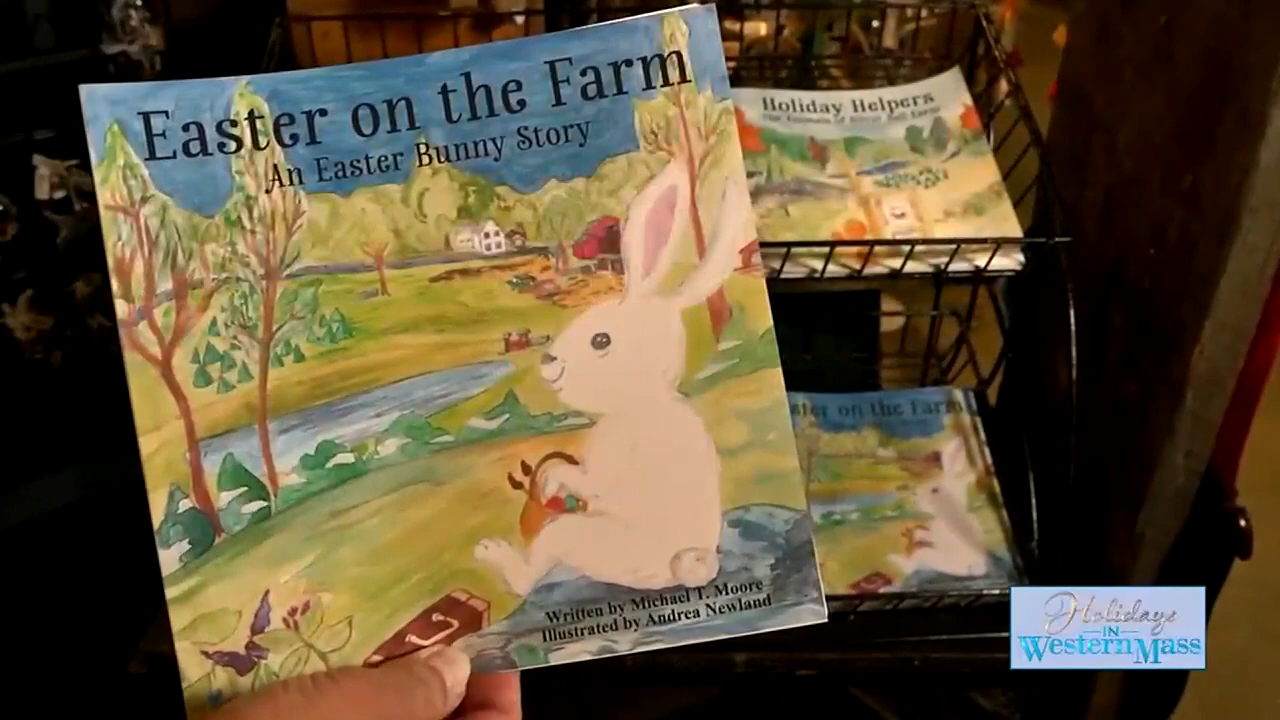 Easter on the Farm
An Easter Bunny Story
Written by Michael T. Moore
Illustrated by Andrea Newland
Holiday Helpers
ster on the Farm
Holidays
IN
Western Mass